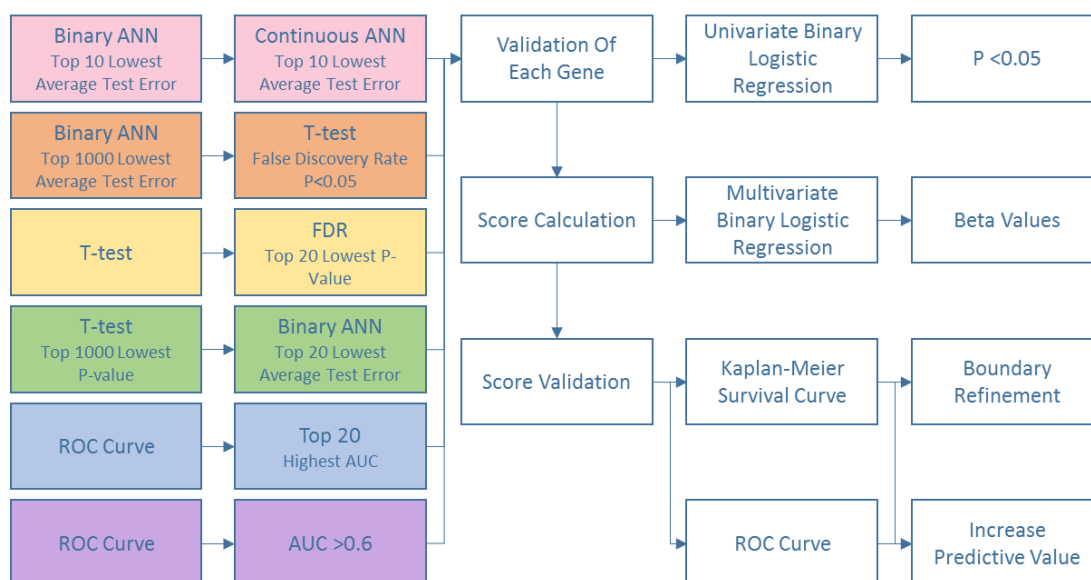 Binary ANN
Top 10 Lowest
Average Test Error
Continuous ANN
Top 10 Lowest
Average Test Error
Validation Of
Each Gene
Univariate Binary
Logistic
Regression
P <0.05
Binary ANN
Top 1000 Lowest
Average Test Error
T-test
False Discovery Rate
P<0.05
T-test
FDR
Top 20 Lowest P-
Value
Score Calculation
Multivariate
Binary Logistic
Regression
Beta Values
T-test
Top 1000 Lowest
P-value
Binary ANN
Top 20 Lowest
Average Test Error
Score Validation
Kaplan-Meier
Survival Curve
Boundary
Refinement
ROC Curve
Top 20
Highest AUC
ROC Curve
AUC >0.6
ROC Curve
Increase
Predictive Value